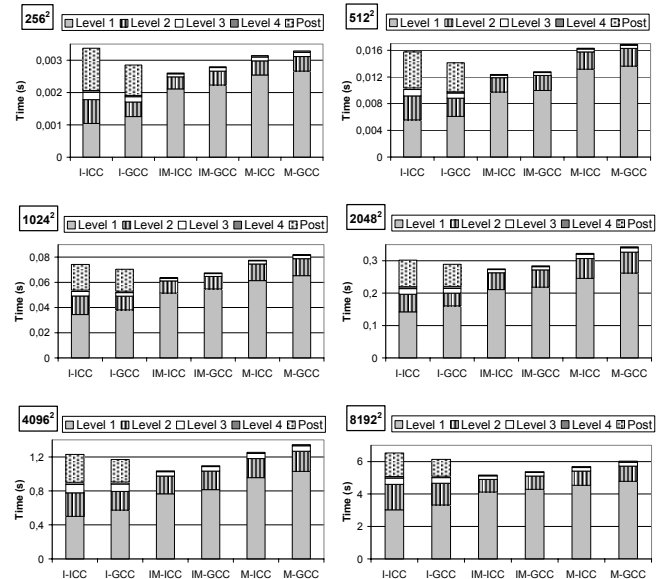 256²
Level 1 Level 2 Level 3 Level 4 Post
Time (s)
0,003
0,002
0,001
0
I-ICC I-GCC IM-ICC IM-GCC M-ICC M-GCC
512²
Level 1 Level 2 Level 3 Level 4 Post
Time (s)
0,016
0,012
0,008
0,004
0
I-ICC I-GCC IM-ICC IM-GCC M-ICC M-GCC
1024²
Level 1 Level 2 Level 3 Level 4 Post
Time (s)
0,08
0,06
0,04
0,02
0
I-ICC I-GCC IM-ICC IM-GCC M-ICC M-GCC
2048²
Level 1 Level 2 Level 3 Level 4 Post
Time (s)
0,3
0,2
0,1
0
I-ICC I-GCC IM-ICC IM-GCC M-ICC M-GCC
4096²
Level 1 Level 2 Level 3 Level 4 Post
Time (s)
1,2
0,8
0,4
0
I-ICC I-GCC IM-ICC IM-GCC M-ICC M-GCC
8192²
Level 1 Level 2 Level 3 Level 4 Post
Time (s)
6
4
2
0
I-ICC I-GCC IM-ICC IM-GCC M-ICC M-GCC